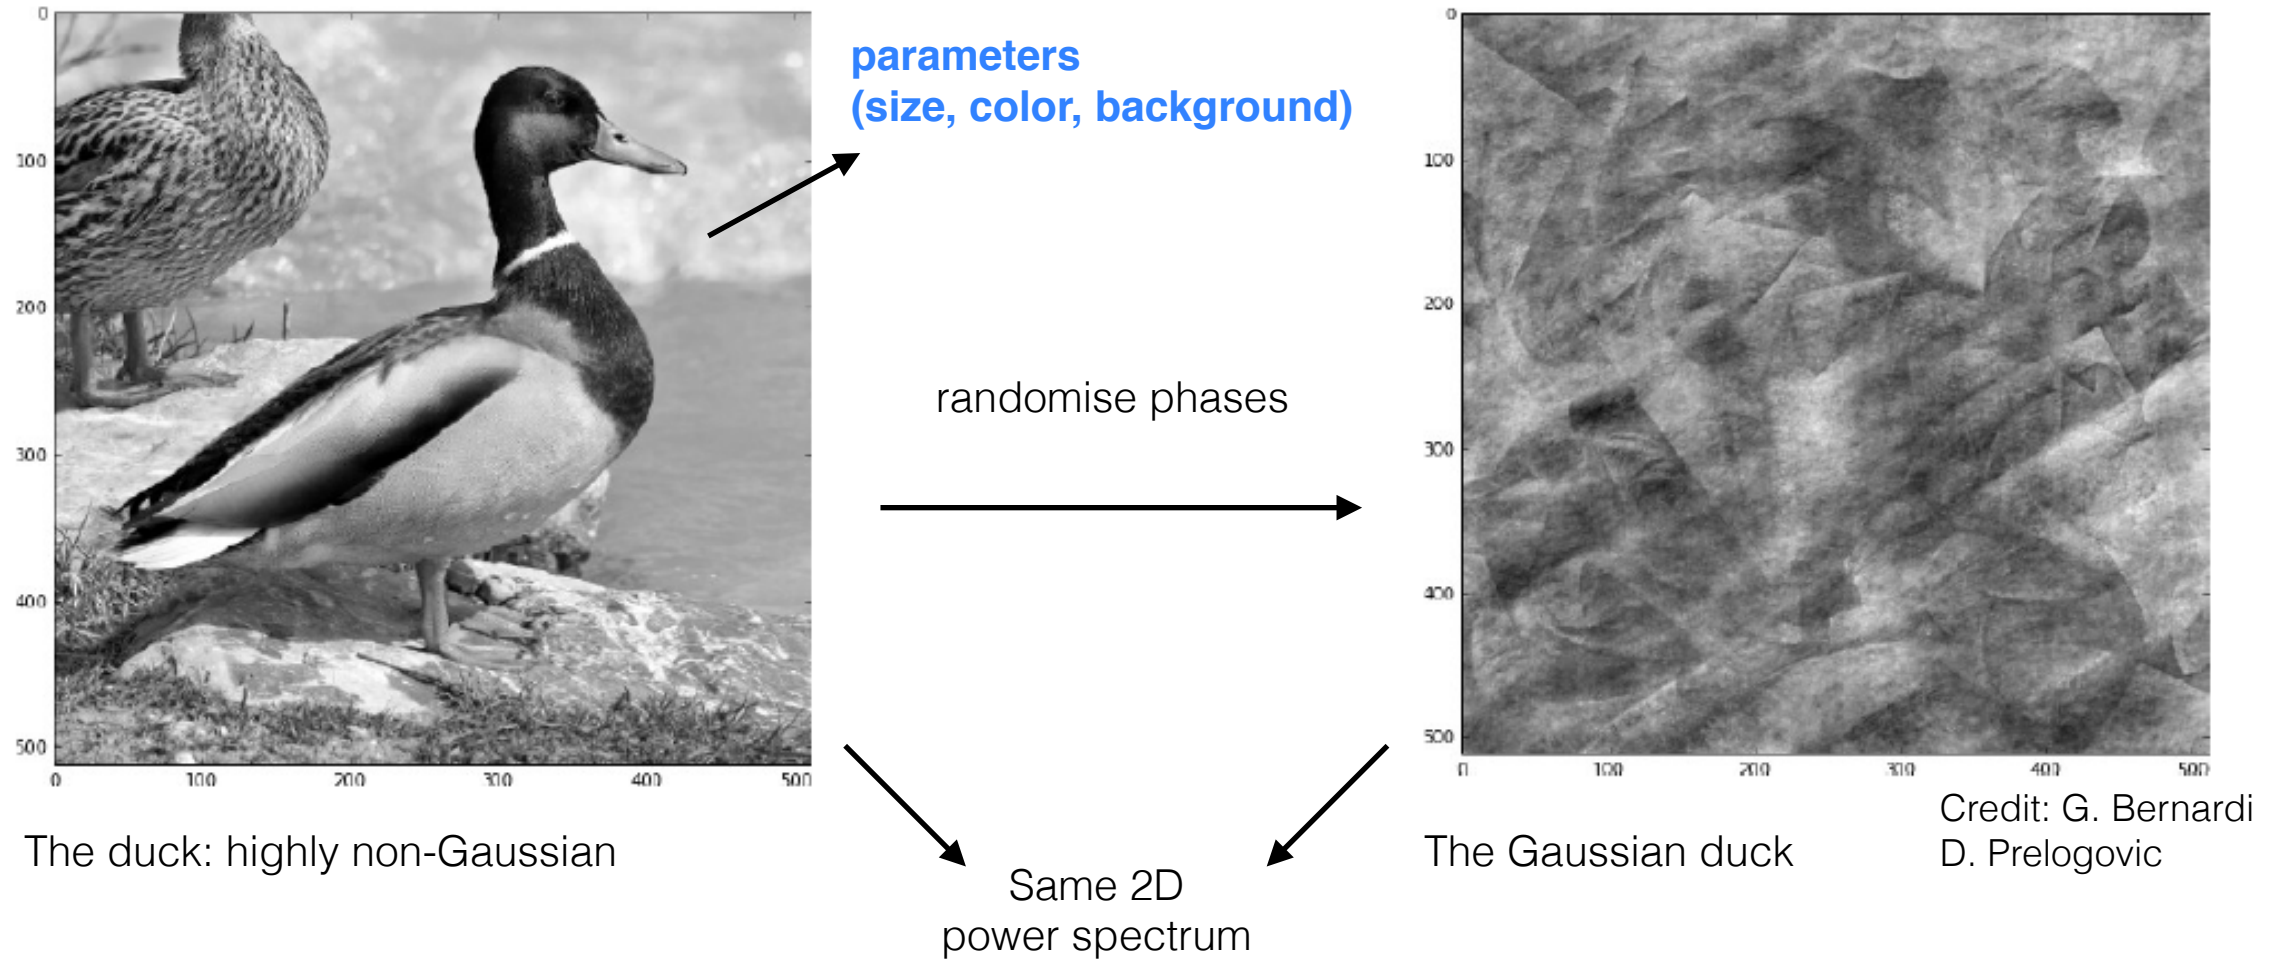 parameters
(size, color, background)
0
100
200
300
400
500
0
100
200
300
400
500
randomise phases
0
100
200
300
400
500
0
100
200
300
400
500
The duck: highly non-Gaussian
The Gaussian duck
Credit: G. Bernardi
D. Prelogovic
Same 2D
power spectrum